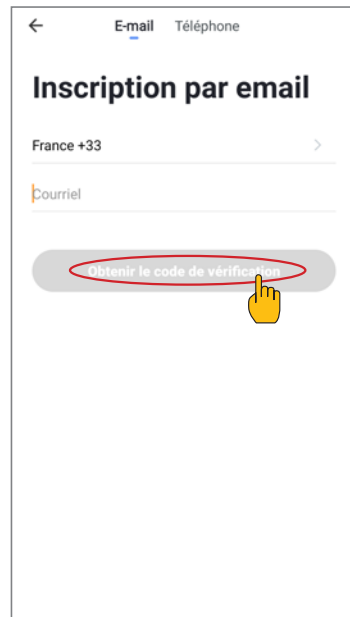 E-mail Téléphone
Inscription par email
France +33
Courriel
Obtenir le code de vérification